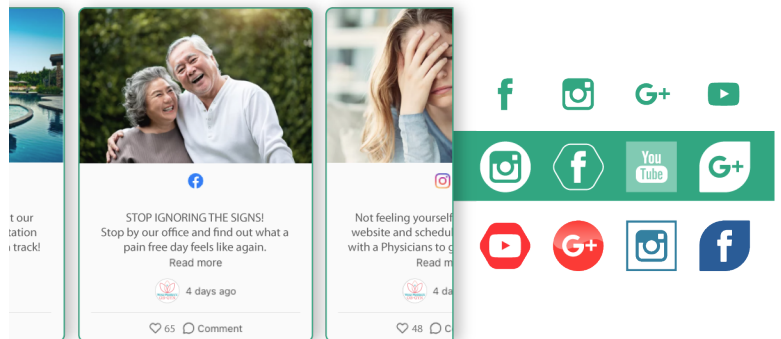 t our
tation
track!
STOP IGNORING THE SIGNS!
Stop by our office and find out what a
pain free day feels like again.
Read more
4 days ago
65 Comment
Not feeling yourself
website and schedul
with a Physicians to g
Read m
4 da
48 C
G+
You
Tube
G+
G+